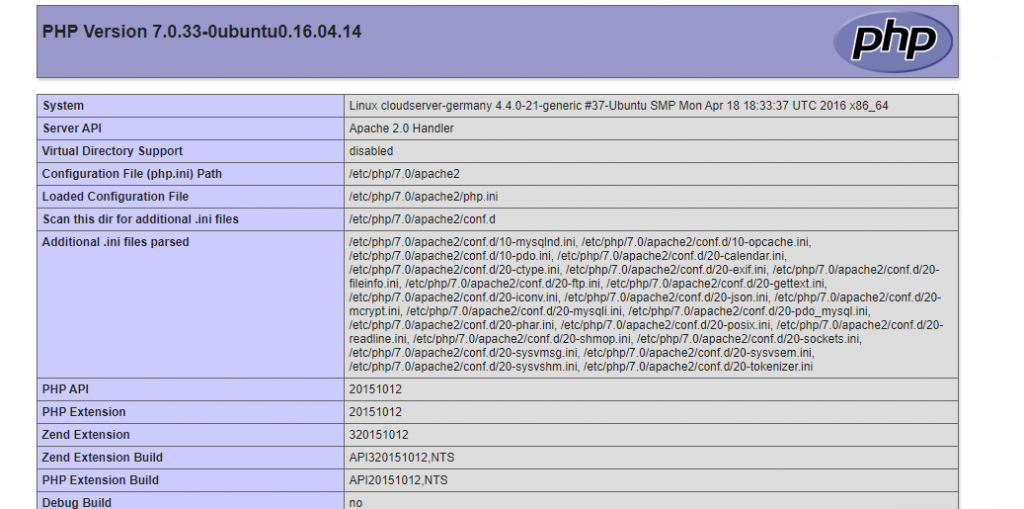 PHP Version 7.0.33-0ubuntu0.16.04.14
php
System Linux cloudserver-germany 4.4.0-21-generic #37-Ubuntu SMP Mon Apr 18 18:33:37 UTC 2016 x86_64
Server API Apache 2.0 Handler
Virtual Directory Support disabled
Configuration File (php.ini) Path /etc/php/7.0/apache2
Loaded Configuration File /etc/php/7.0/apache2/php.ini
Scan this dir for additional .ini files /etc/php/7.0/apache2/conf.d
Additional .ini files parsed /etc/php/7.0/apache2/conf.d/10-mysqlnd.ini, /etc/php/7.0/apache2/conf.d/10-opcache.ini,
/etc/php/7.0/apache2/conf.d/10-pdo.ini, /etc/php/7.0/apache2/conf.d/20-calendar.ini,
/etc/php/7.0/apache2/conf.d/20-ctype.ini, /etc/php/7.0/apache2/conf.d/20-exif.ini, /etc/php/7.0/apache2/conf.d/20-
fileinfo.ini, /etc/php/7.0/apache2/conf.d/20-ftp.ini, /etc/php/7.0/apache2/conf.d/20-gettext.ini,
/etc/php/7.0/apache2/conf.d/20-iconv.ini, /etc/php/7.0/apache2/conf.d/20-json.ini, /etc/php/7.0/apache2/conf.d/20-
mcrypt.ini, /etc/php/7.0/apache2/conf.d/20-mysqli.ini, /etc/php/7.0/apache2/conf.d/20-pdo_mysql.ini,
/etc/php/7.0/apache2/conf.d/20-phar.ini, /etc/php/7.0/apache2/conf.d/20-posix.ini, /etc/php/7.0/apache2/conf.d/20-
readline.ini, /etc/php/7.0/apache2/conf.d/20-shmop.ini, /etc/php/7.0/apache2/conf.d/20-sockets.ini,
/etc/php/7.0/apache2/conf.d/20-sysvmsg.ini, /etc/php/7.0/apache2/conf.d/20-sysvsem.ini,
/etc/php/7.0/apache2/conf.d/20-sysvshm.ini, /etc/php/7.0/apache2/conf.d/20-tokenizer.ini
PHP API 20151012
PHP Extension 20151012
Zend Extension 320151012
Zend Extension Build API320151012,NTS
PHP Extension Build API20151012,NTS
Debug Build no